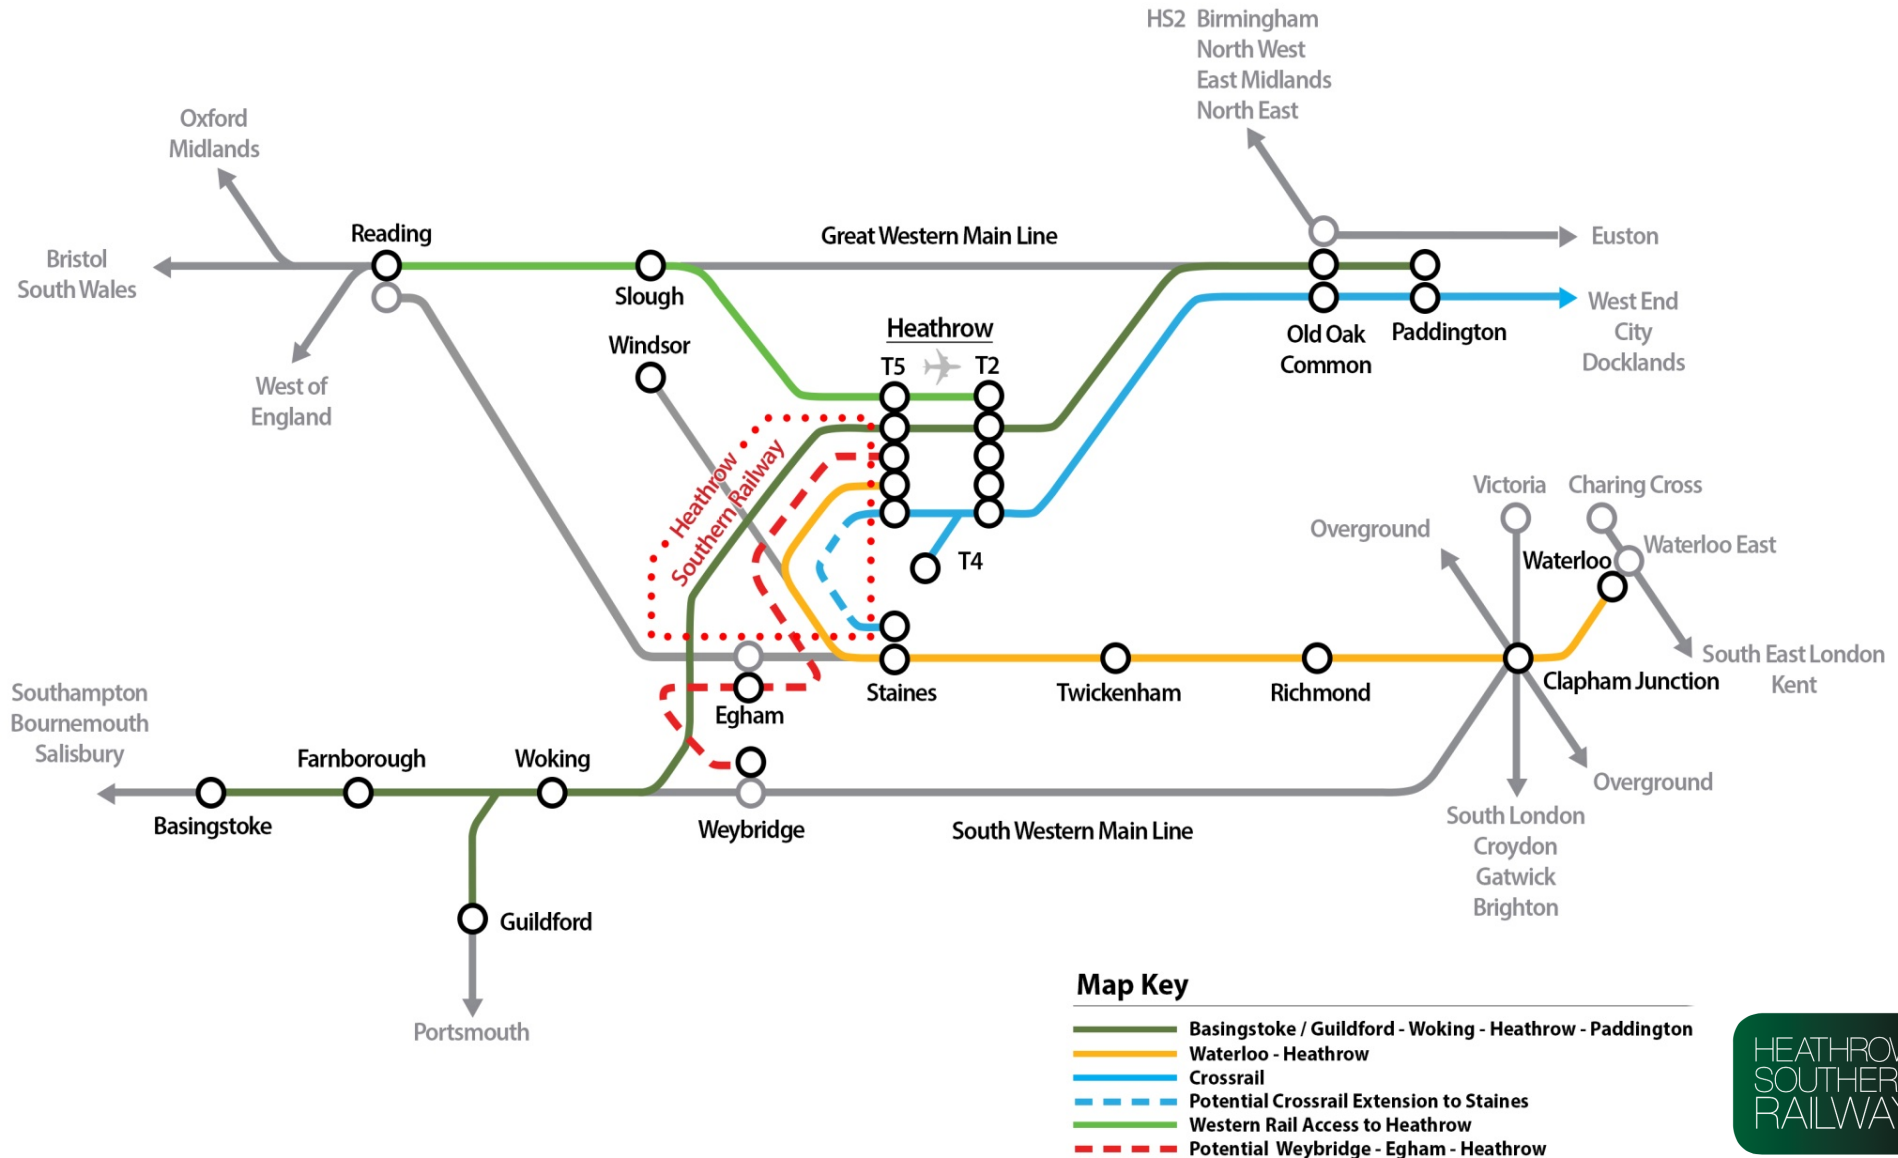 HS2 Birmingham
North West
East Midlands
North East
Oxford
Midlands
Reading
Great Western Main Line
Euston
Bristol
South Wales
Slough
West End
City
Docklands
Heathrow
Old Oak
Common
Paddington
Windsor
T5
T2
West of
England
Heathrow
Southern Railway
Victoria
Charing Cross
Overground
Waterloo East
Waterloo
T4
South East London
Kent
Staines
Twickenham
Richmond
Clapham Junction
Southampton
Bournemouth
Salisbury
Egham
Farnborough
Woking
Overground
Basingstoke
Weybridge
South Western Main Line
South London
Croydon
Gatwick
Brighton
Guildford
Portsmouth
Map Key
Basingstoke / Guildford - Woking - Heathrow - Paddington
Waterloo - Heathrow
Crossrail
Potential Crossrail Extension to Staines
Western Rail Access to Heathrow
Potential Weybridge - Egham - Heathrow
HEATHROW
SOUTHERN
RAILWAY